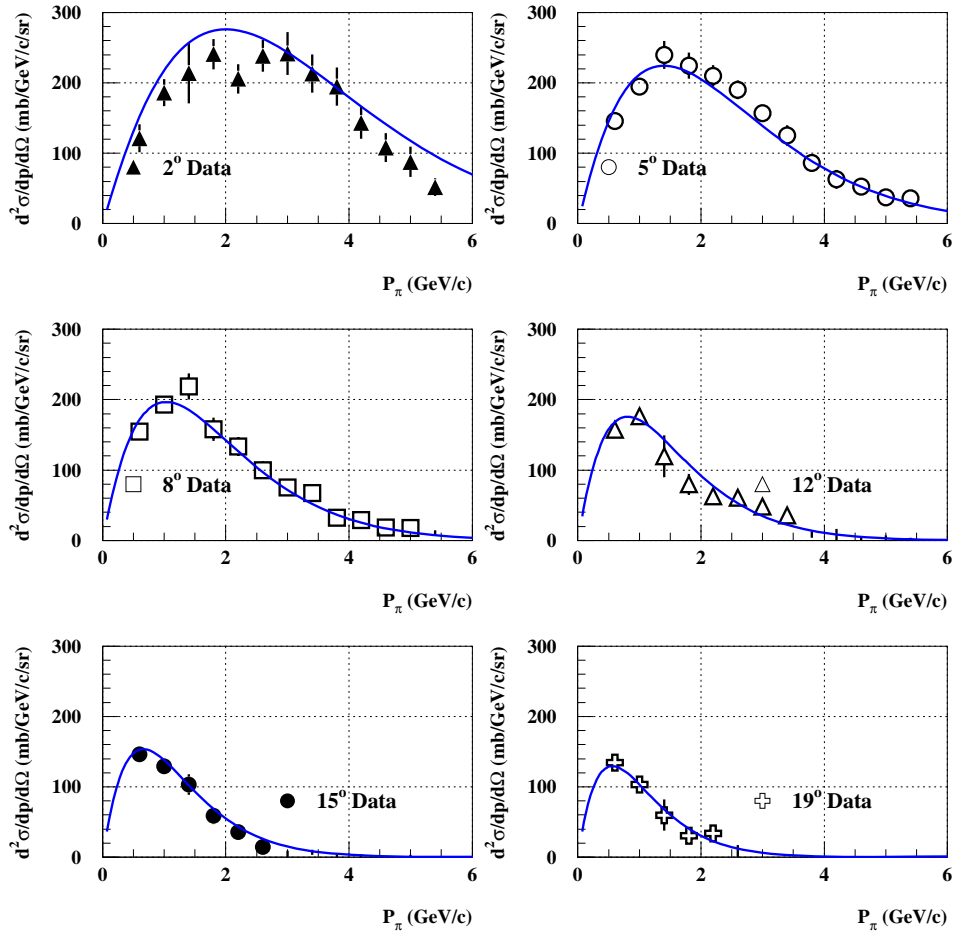 d²σ/dp/dΩ (mb/GeV/c/sr)
300
200
100
0
2° Data
0 2 4 6
P_π (GeV/c)
d²σ/dp/dΩ (mb/GeV/c/sr)
300
200
100
0
5° Data
0 2 4 6
P_π (GeV/c)
d²σ/dp/dΩ (mb/GeV/c/sr)
300
200
100
0
8° Data
0 2 4 6
P_π (GeV/c)
d²σ/dp/dΩ (mb/GeV/c/sr)
300
200
100
0
12° Data
0 2 4 6
P_π (GeV/c)
d²σ/dp/dΩ (mb/GeV/c/sr)
300
200
100
0
15° Data
0 2 4 6
P_π (GeV/c)
d²σ/dp/dΩ (mb/GeV/c/sr)
300
200
100
0
19° Data
0 2 4 6
P_π (GeV/c)